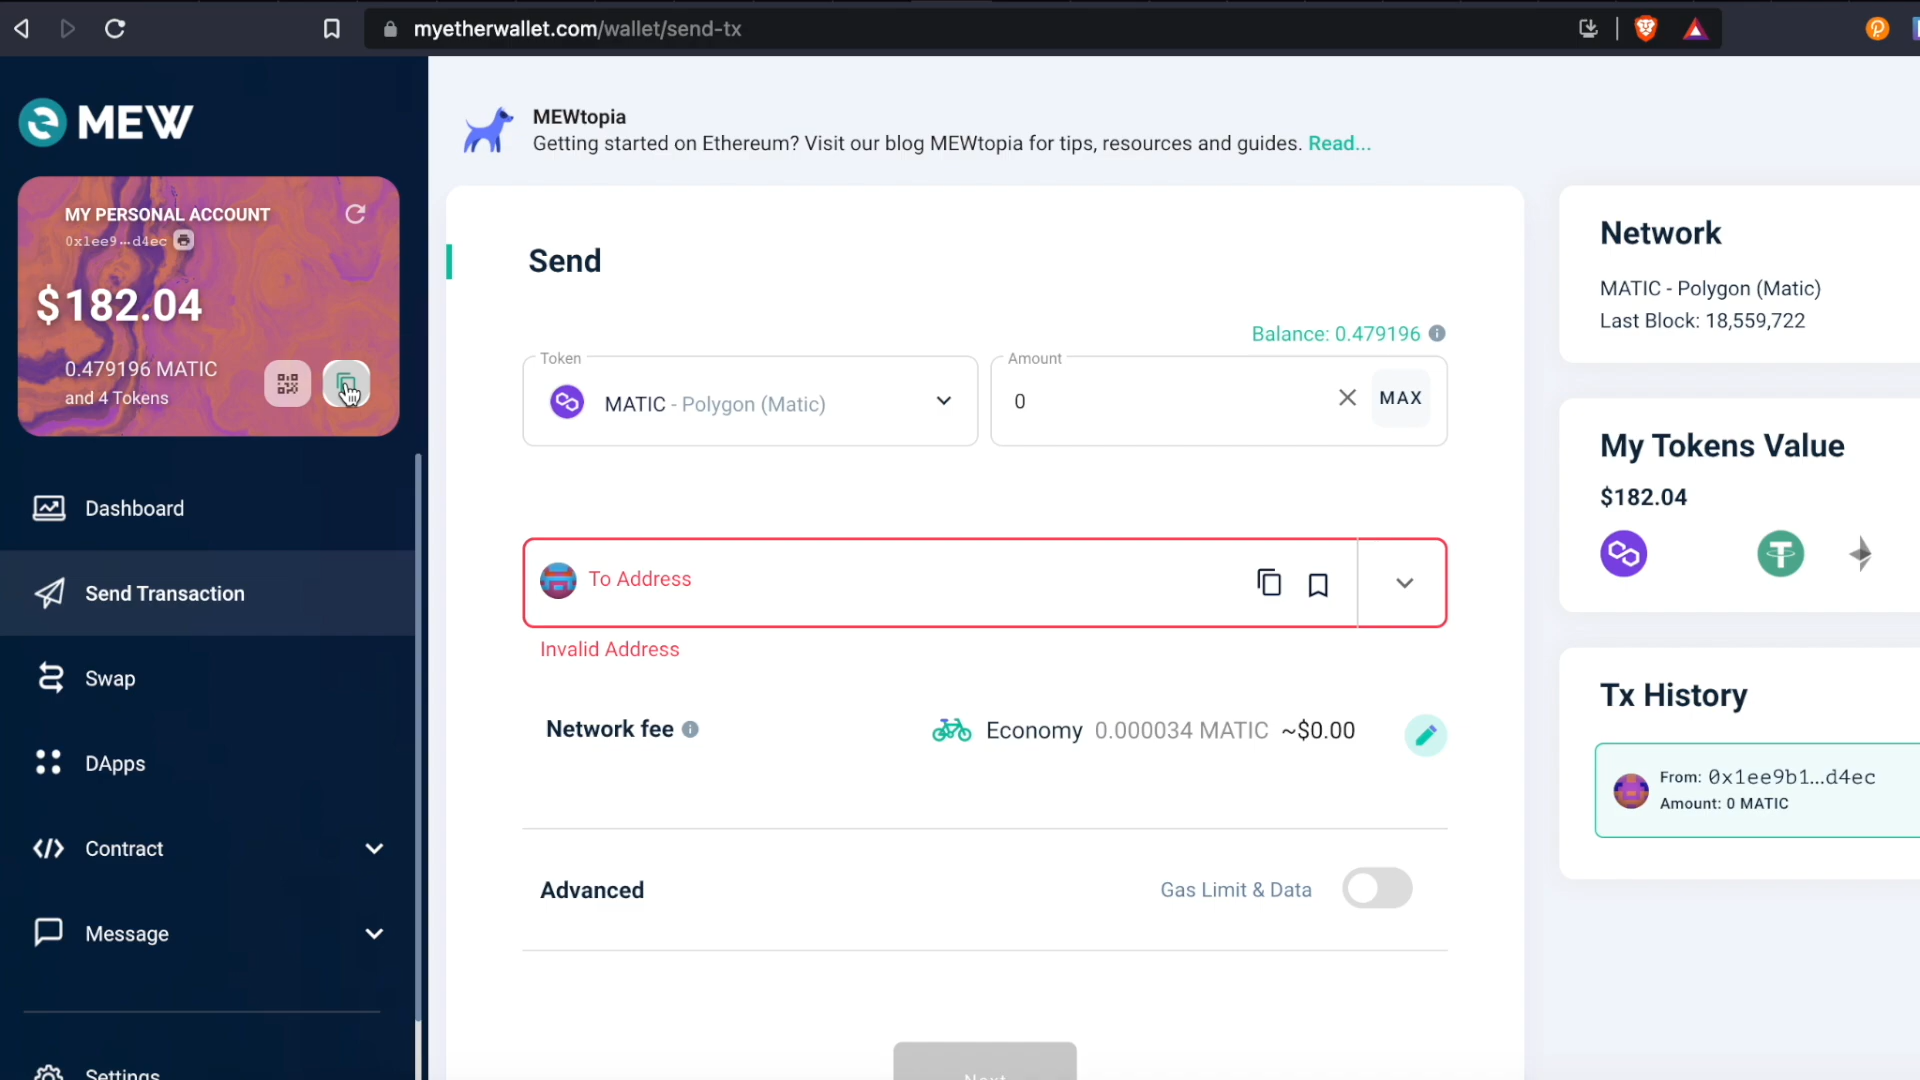 myetherwallet.com/wallet/send-tx
MEW
MY PERSONAL ACCOUNT
0x1ee9...d4ec
$182.04
0.479196 MATIC
and 4 Tokens
Dashboard
Send Transaction
Swap
DApps
Contract
Message
Settings
MEWtopia
Getting started on Ethereum? Visit our blog MEWtopia for tips, resources and guides. Read...
Send
Balance: 0.479196
Token
MATIC - Polygon (Matic)
Amount
0
MAX
To Address
Invalid Address
Network fee
Economy 0.000034 MATIC ~$0.00
Advanced
Gas Limit & Data
Next
Network
MATIC - Polygon (Matic)
Last Block: 18,559,722
My Tokens Value
$182.04
Tx History
From: 0x1ee9b1...d4ec
Amount: 0 MATIC